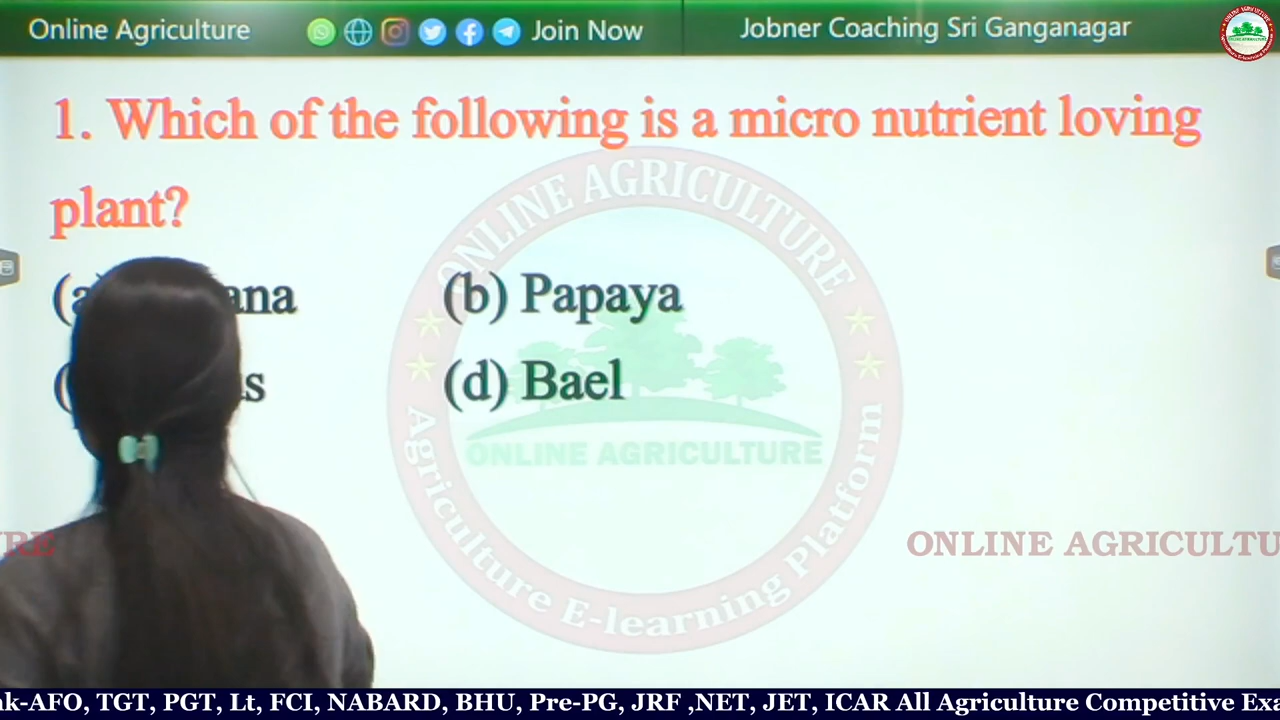 Online Agriculture Join Now Jobner Coaching Sri Ganganagar
1. Which of the following is a micro nutrient loving
plant?
(b) Papaya
(d) Bael
ONLINE AGRICULTURE
ONLINE AGRICULTURE
Agriculture E-learning Platform
ONLINE AGRICULTU
-AFO, TGT, PGT, Lt, FCI, NABARD, BHU, Pre-PG, JRF ,NET, JET, ICAR All Agriculture Competitive Exa